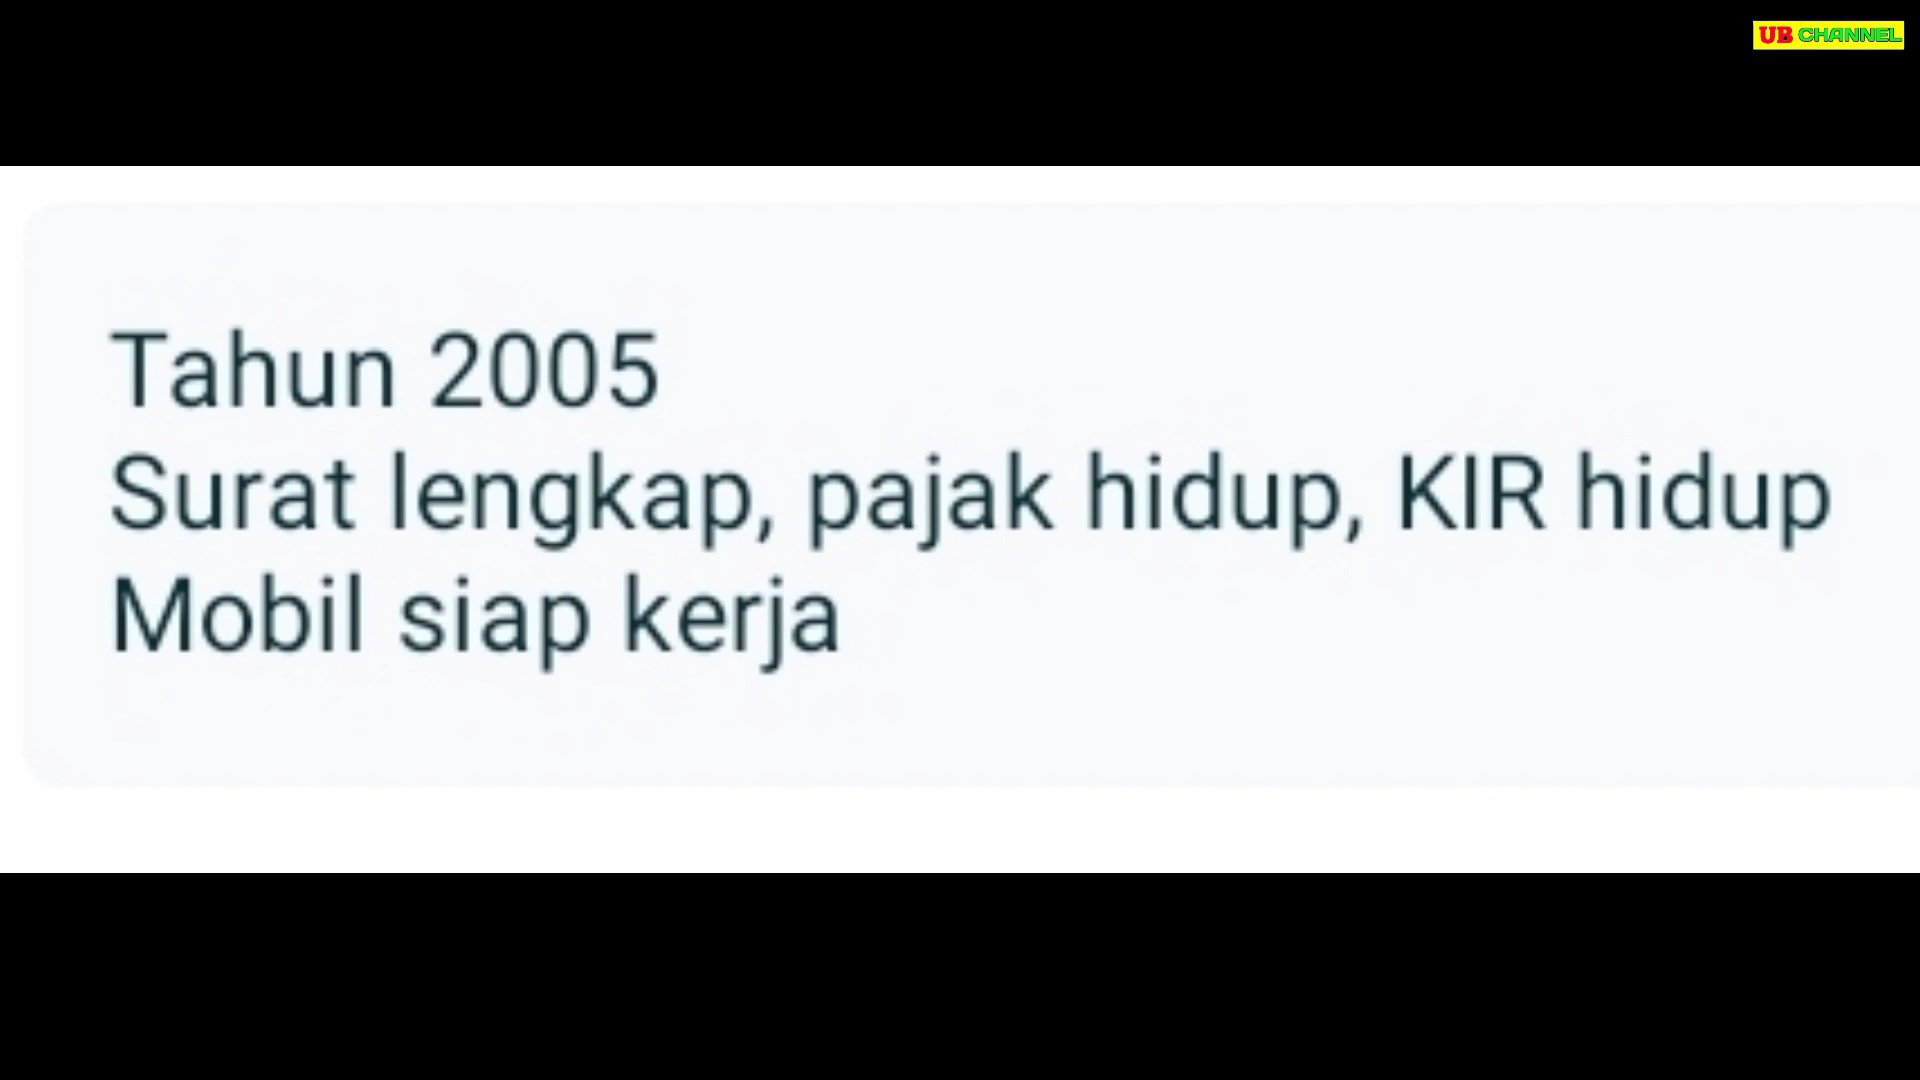 UB CHANNEL
Tahun 2005
Surat lengkap, pajak hidup, KIR hidup
Mobil siap kerja